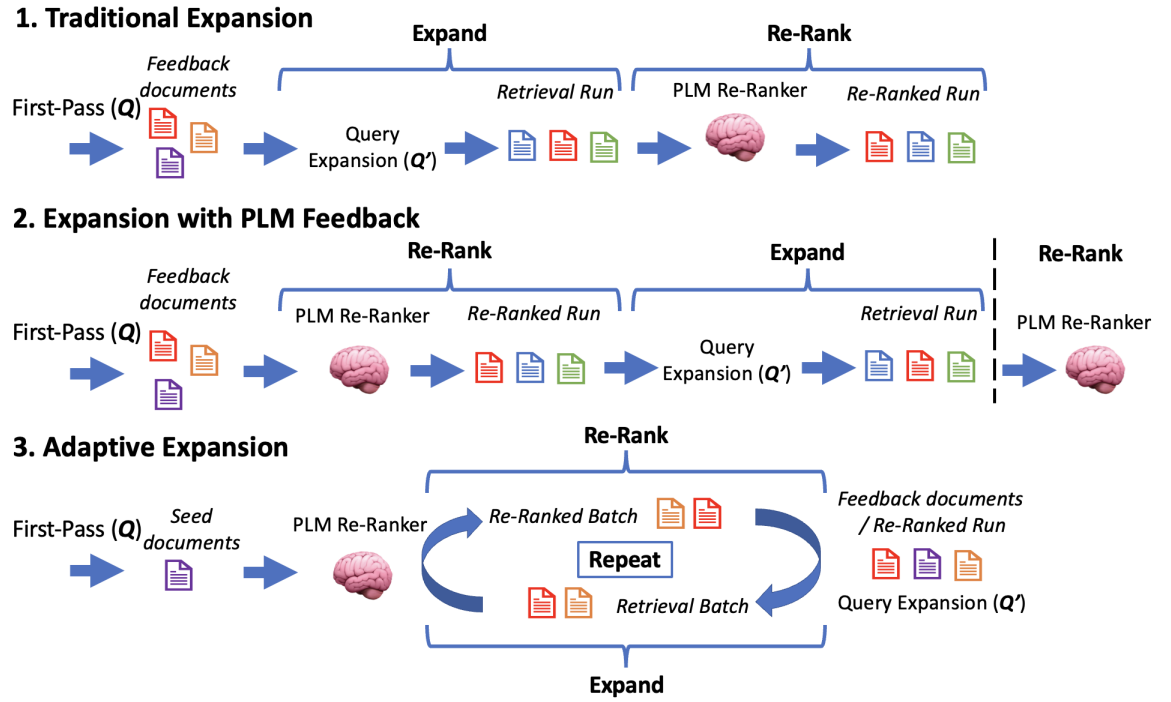 1. Traditional Expansion
Expand
Re-Rank
Feedback
documents
First-Pass (Q)
Query
Expansion (Q’)
Retrieval Run
PLM Re-Ranker
Re-Ranked Run
2. Expansion with PLM Feedback
Re-Rank
Expand
Re-Rank
Feedback
documents
First-Pass (Q)
PLM Re-Ranker
Re-Ranked Run
Query
Expansion (Q’)
Retrieval Run
PLM Re-Ranker
3. Adaptive Expansion
Re-Rank
First-Pass (Q)
Seed
documents
PLM Re-Ranker
Re-Ranked Batch
Repeat
Retrieval Batch
Feedback documents
/ Re-Ranked Run
Query Expansion (Q’)
Expand